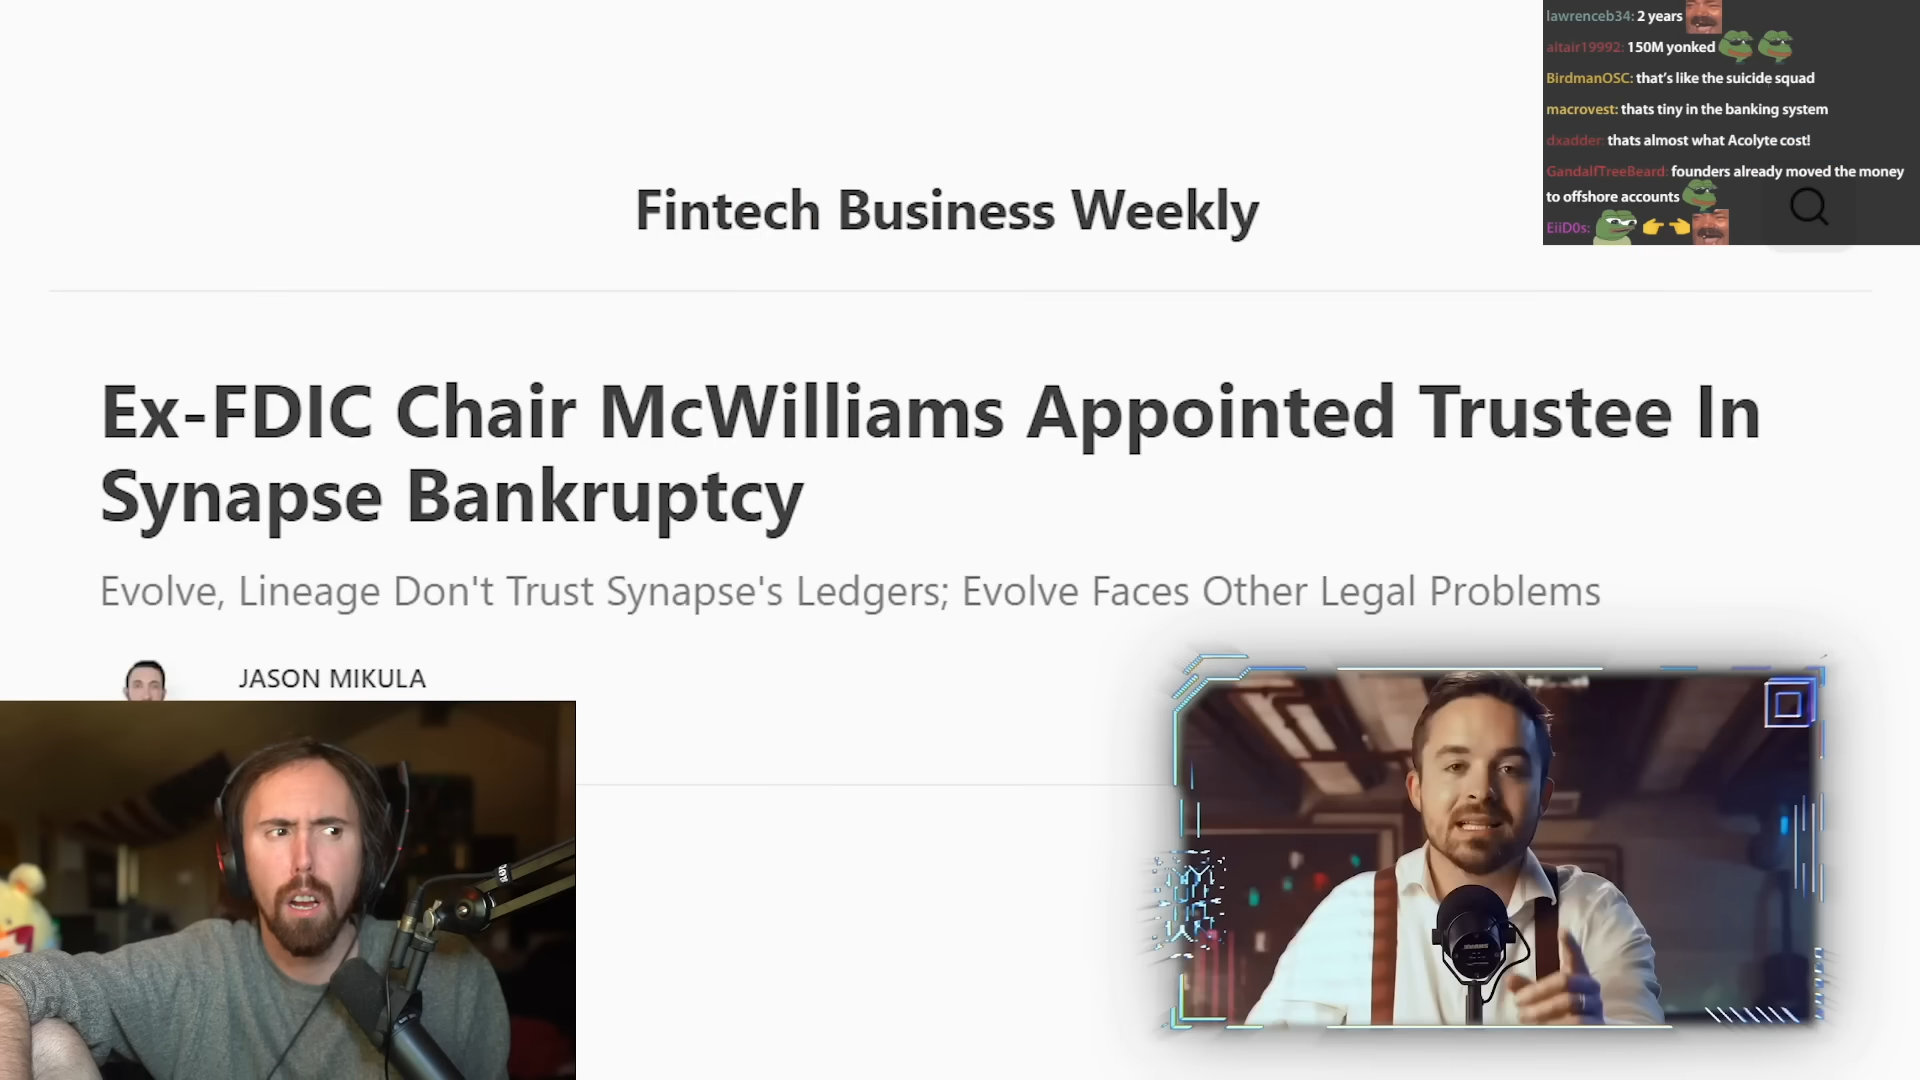 lawrenceb34: 2 years
altair19992: 150M yonked
BirdmanOSC: that's like the suicide squad
macrovest: thats tiny in the banking system
dxadder: thats almost what Acolyte cost!
GandalfTreeBeard: founders already moved the money
to offshore accounts
EiiD0s:
Fintech Business Weekly
Ex-FDIC Chair McWilliams Appointed Trustee In
Synapse Bankruptcy
Evolve, Lineage Don't Trust Synapse's Ledgers; Evolve Faces Other Legal Problems
JASON MIKULA